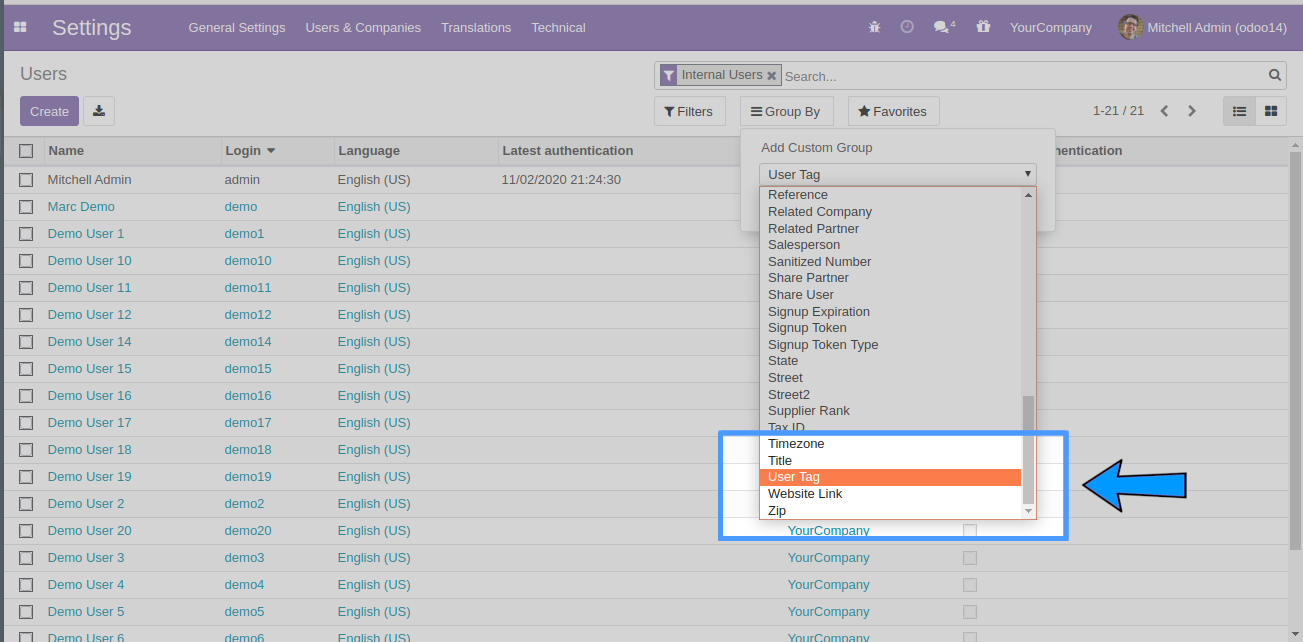 Settings General Settings Users & Companies Translations Technical 4 YourCompany Mitchell Admin (odoo14)
Users
Internal Users Search...
Create Filters Group By Favorites 1-21 / 21
Add Custom Group
Name Login Language Latest authentication
User Tag
Mitchell Admin admin English (US) 11/02/2020 21:24:30
Reference
Marc Demo demo English (US)
Related Company
Related Partner
Demo User 1 demo1 English (US)
Salesperson
Demo User 10 demo10 English (US)
Sanitized Number
Share Partner
Demo User 11 demo11 English (US)
Share User
Signup Expiration
Demo User 12 demo12 English (US)
Signup Token
Demo User 14 demo14 English (US)
Signup Token Type
State
Demo User 15 demo15 English (US)
Street
Demo User 16 demo16 English (US)
Street2
Supplier Rank
Demo User 17 demo17 English (US)
Tax ID
Timezone
Demo User 18 demo18 English (US)
Title
Demo User 19 demo19 English (US)
User Tag
Website Link
Demo User 2 demo2 English (US)
Zip
Demo User 20 demo20 English (US) YourCompany
Demo User 3 demo3 English (US) YourCompany
Demo User 4 demo4 English (US) YourCompany
Demo User 5 demo5 English (US) YourCompany
Demo User 6 demo6 English (US) YourCompany